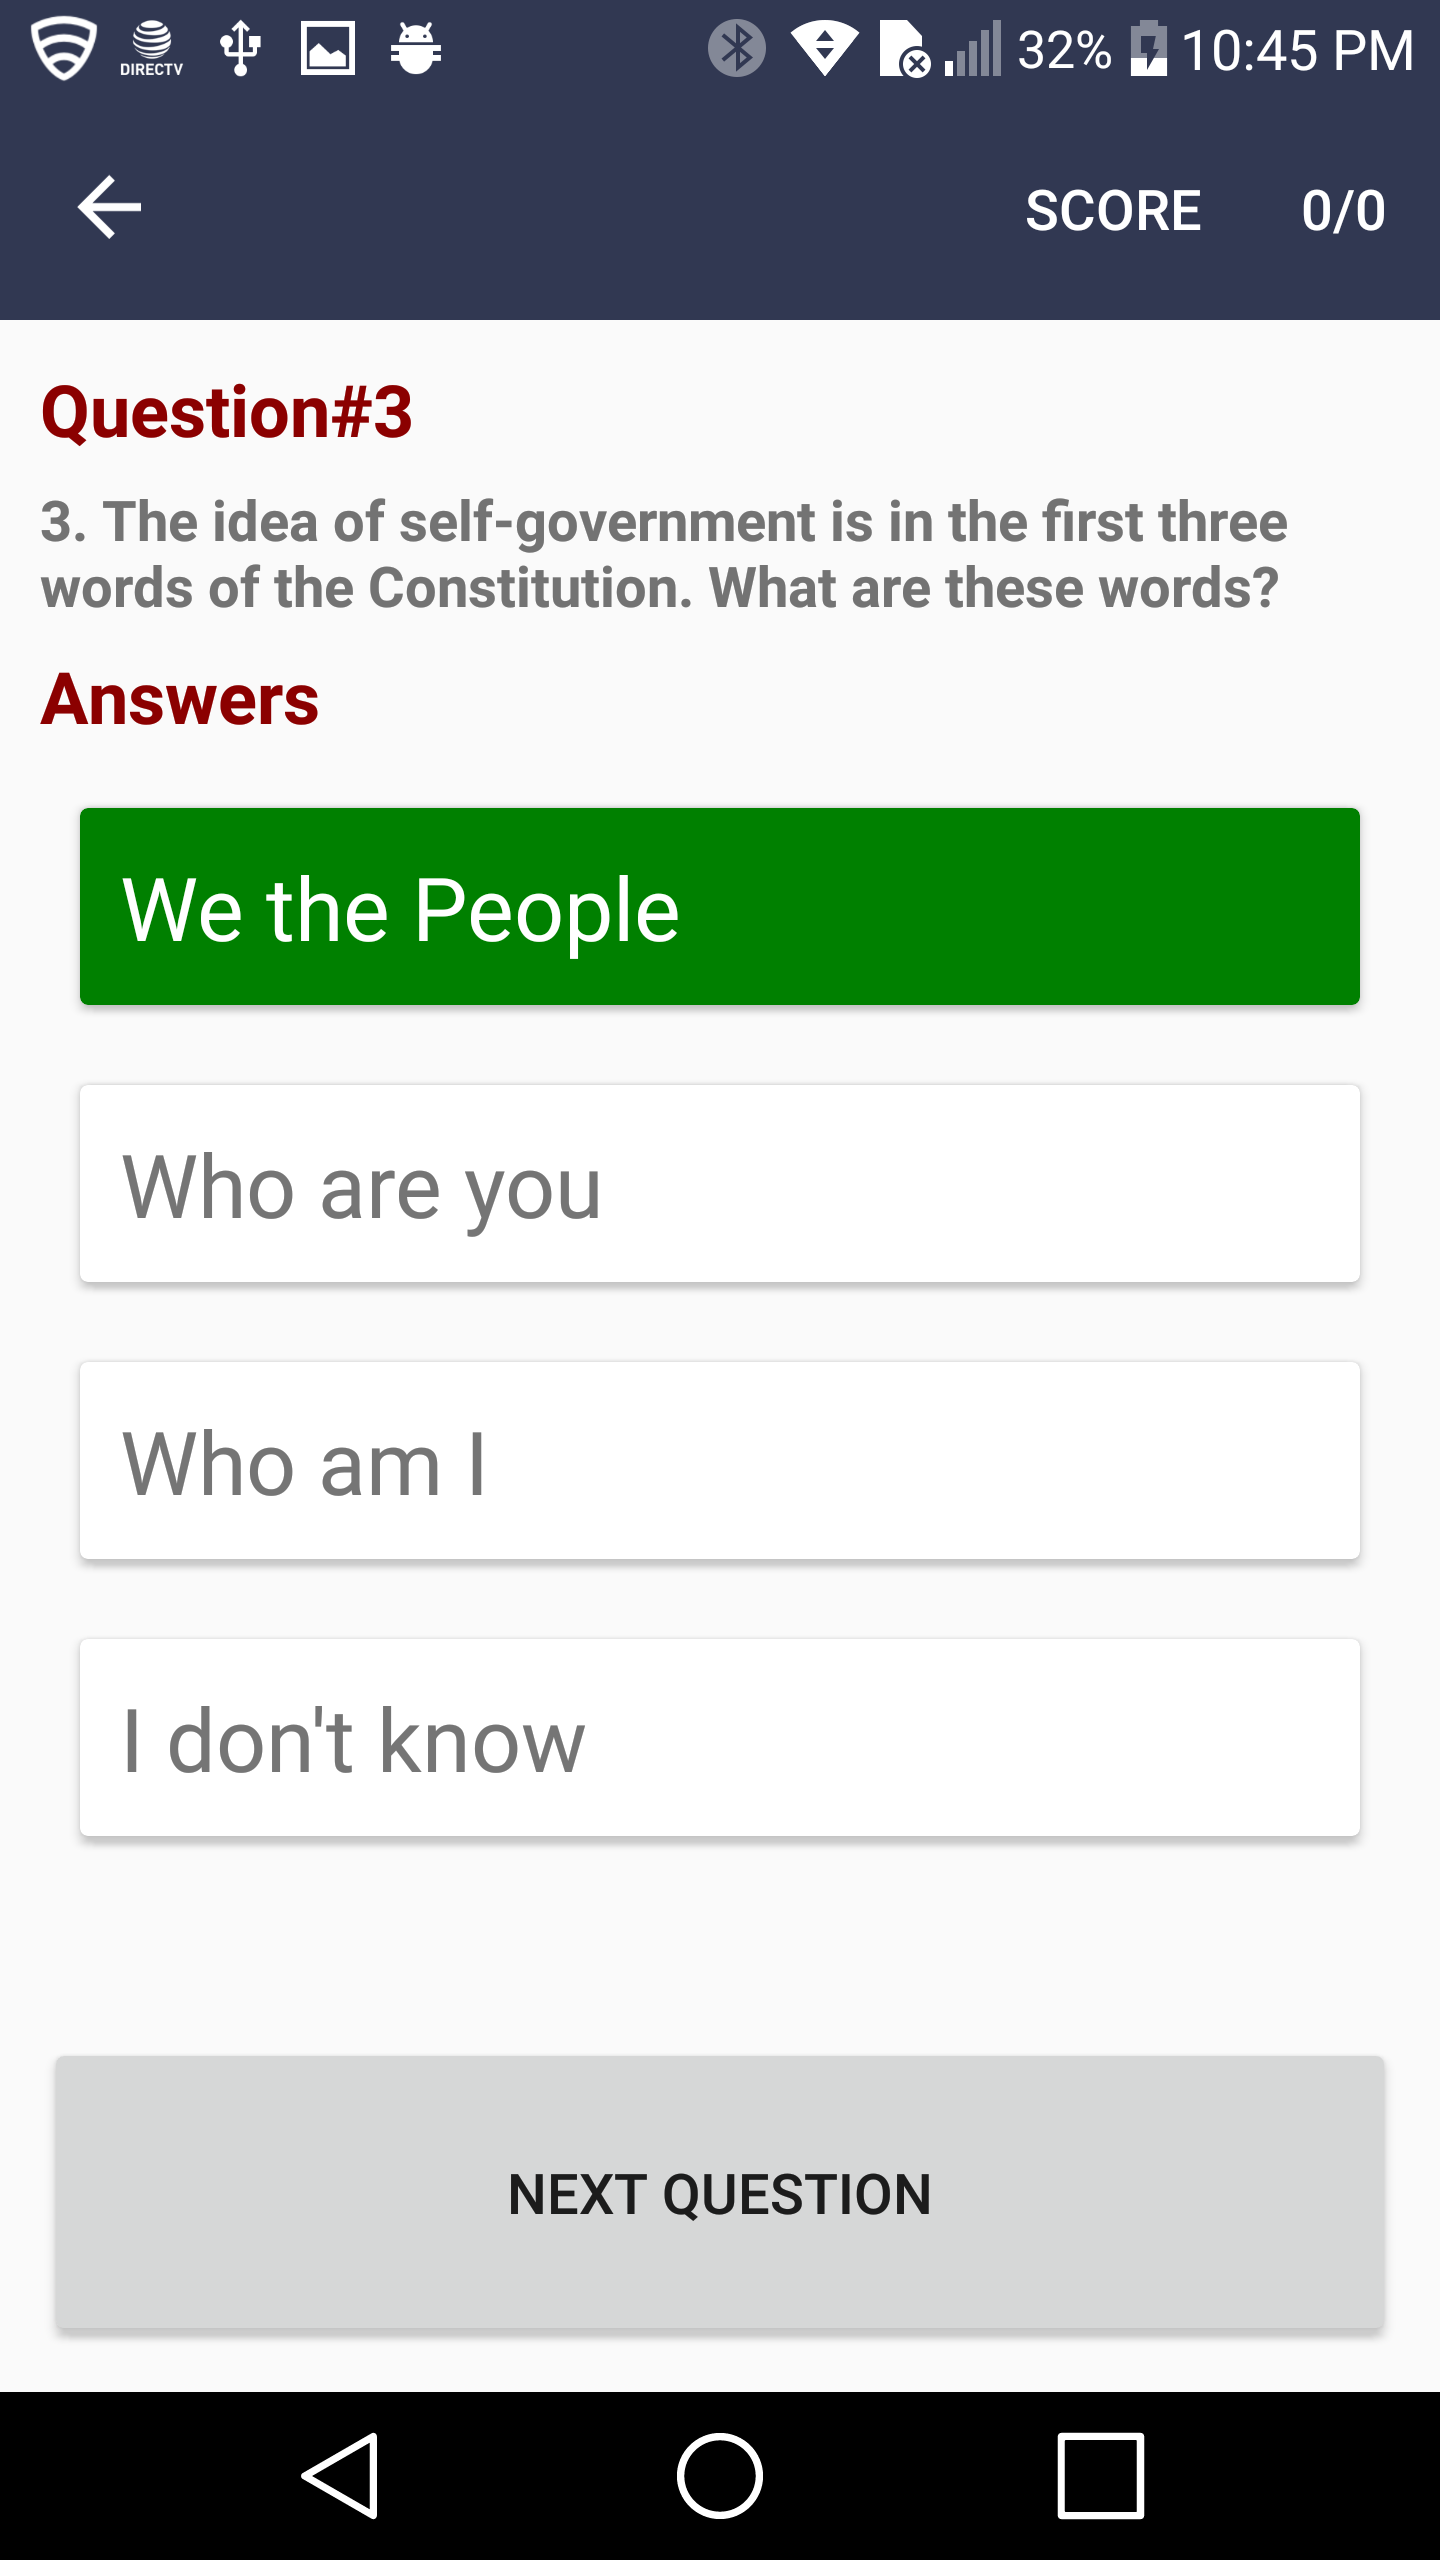 DIRECTV 32% 10:45 PM
SCORE 0/0
Question#3
3. The idea of self-government is in the first three
words of the Constitution. What are these words?
Answers
We the People
Who are you
Who am I
I don't know
NEXT QUESTION